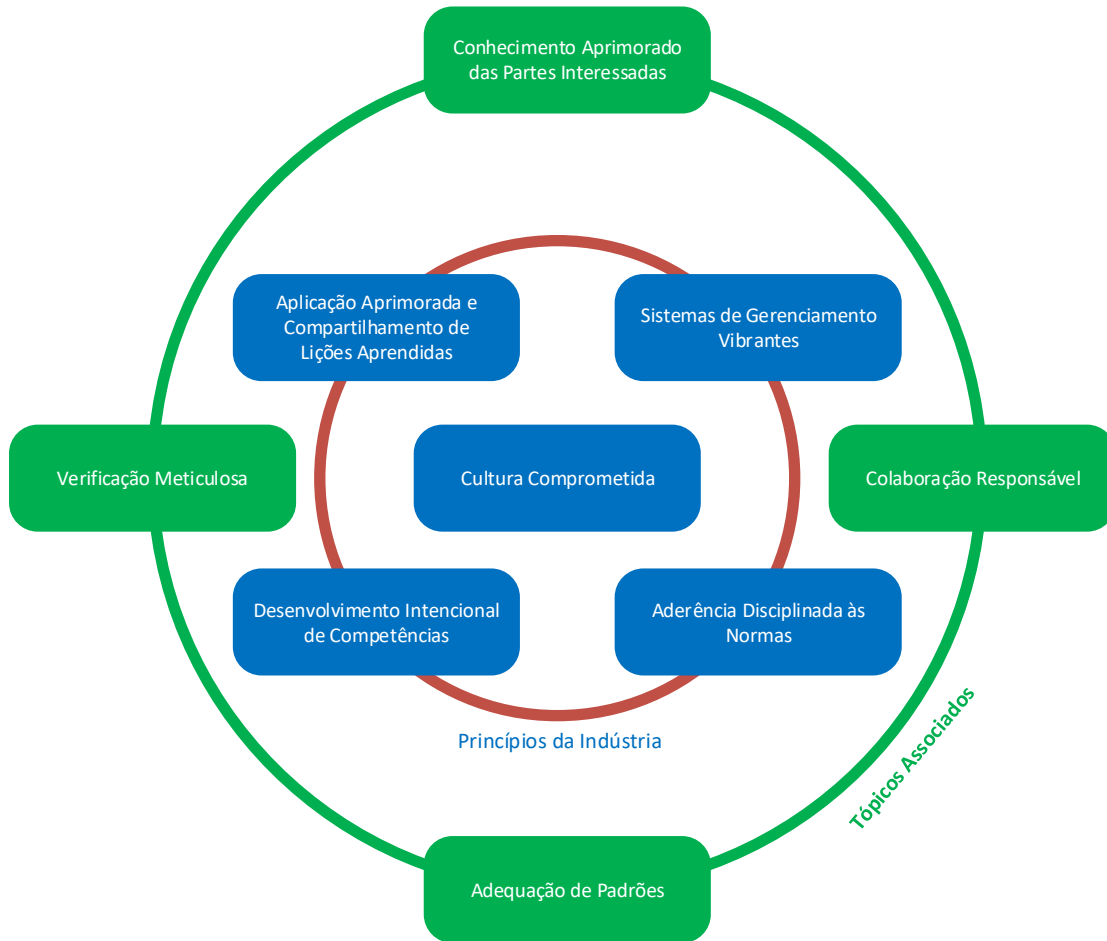 Conhecimento Aprimorado
das Partes Interessadas
Aplicação Aprimorada e
Compartilhamento de
Lições Aprendidas
Sistemas de Gerenciamento
Vibrantes
Verificação Meticulosa
Cultura Comprometida
Colaboração Responsável
Desenvolvimento Intencional
de Competências
Aderência Disciplinada às
Normas
Princípios da Indústria
Tópicos Associados
Adequação de Padrões